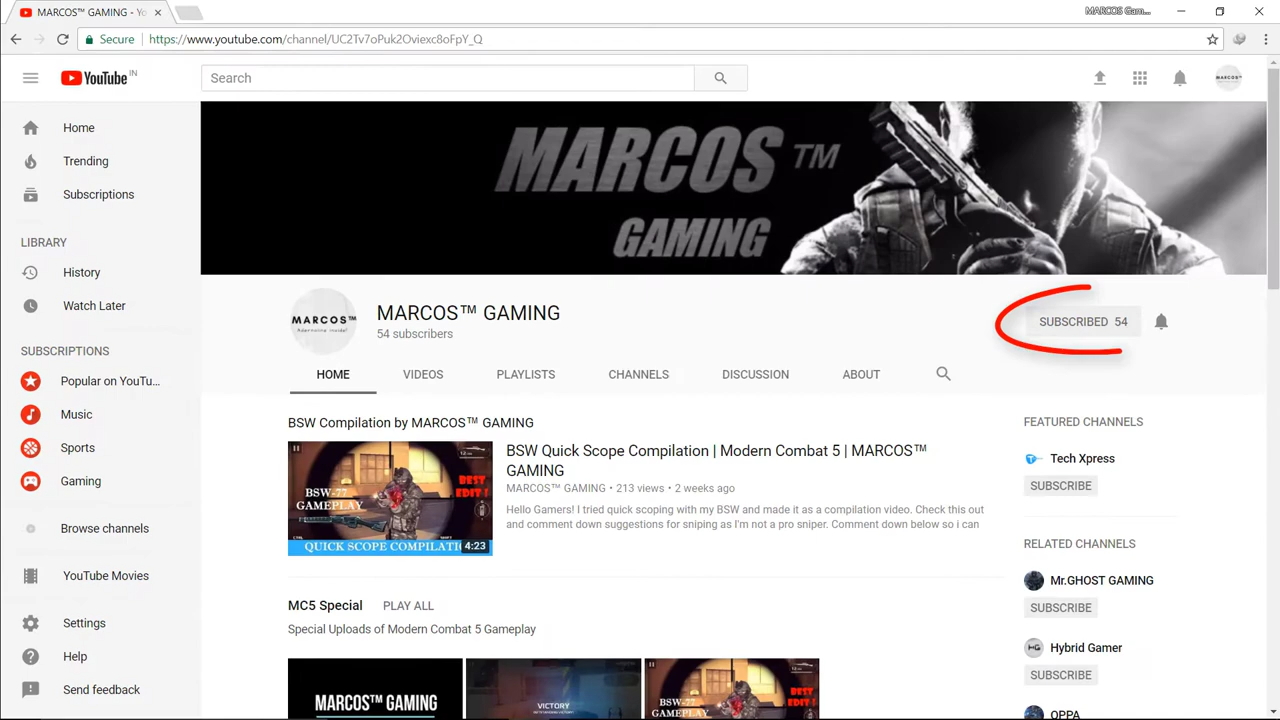 MARCOS™ GAMING - Yo
MARCOS Gam...
Secure
https://www.youtube.com/channel/UC2Tv7oPuk2Oviexc8oFpY_Q
YouTube IN
Search
MARCOS™
Home
Trending
Subscriptions
LIBRARY
History
Watch Later
SUBSCRIPTIONS
Popular on YouTu...
Music
Sports
Gaming
Browse channels
YouTube Movies
Settings
Help
Send feedback
MARCOS ™
GAMING
MARCOS™
Adrenaline Inside!
MARCOS™ GAMING
54 subscribers
SUBSCRIBED 54
HOME
VIDEOS
PLAYLISTS
CHANNELS
DISCUSSION
ABOUT
BSW Compilation by MARCOS™ GAMING
BSW-77
GAMEPLAY
BEST
EDIT !
QUICK SCOPE COMPILATI
4:23
BSW Quick Scope Compilation | Modern Combat 5 | MARCOS™
GAMING
MARCOS™ GAMING • 213 views • 2 weeks ago
Hello Gamers! I tried quick scoping with my BSW and made it as a compilation video. Check this out
and comment down suggestions for sniping as I'm not a pro sniper. Comment down below so i can
MC5 Special
PLAY ALL
Special Uploads of Modern Combat 5 Gameplay
MARCOS™ GAMING
VICTORY
BSW-77
GAMEPLAY
BEST
EDIT !
FEATURED CHANNELS
Tech Xpress
SUBSCRIBE
RELATED CHANNELS
Mr.GHOST GAMING
SUBSCRIBE
HG
Hybrid Gamer
SUBSCRIBE
OPPA